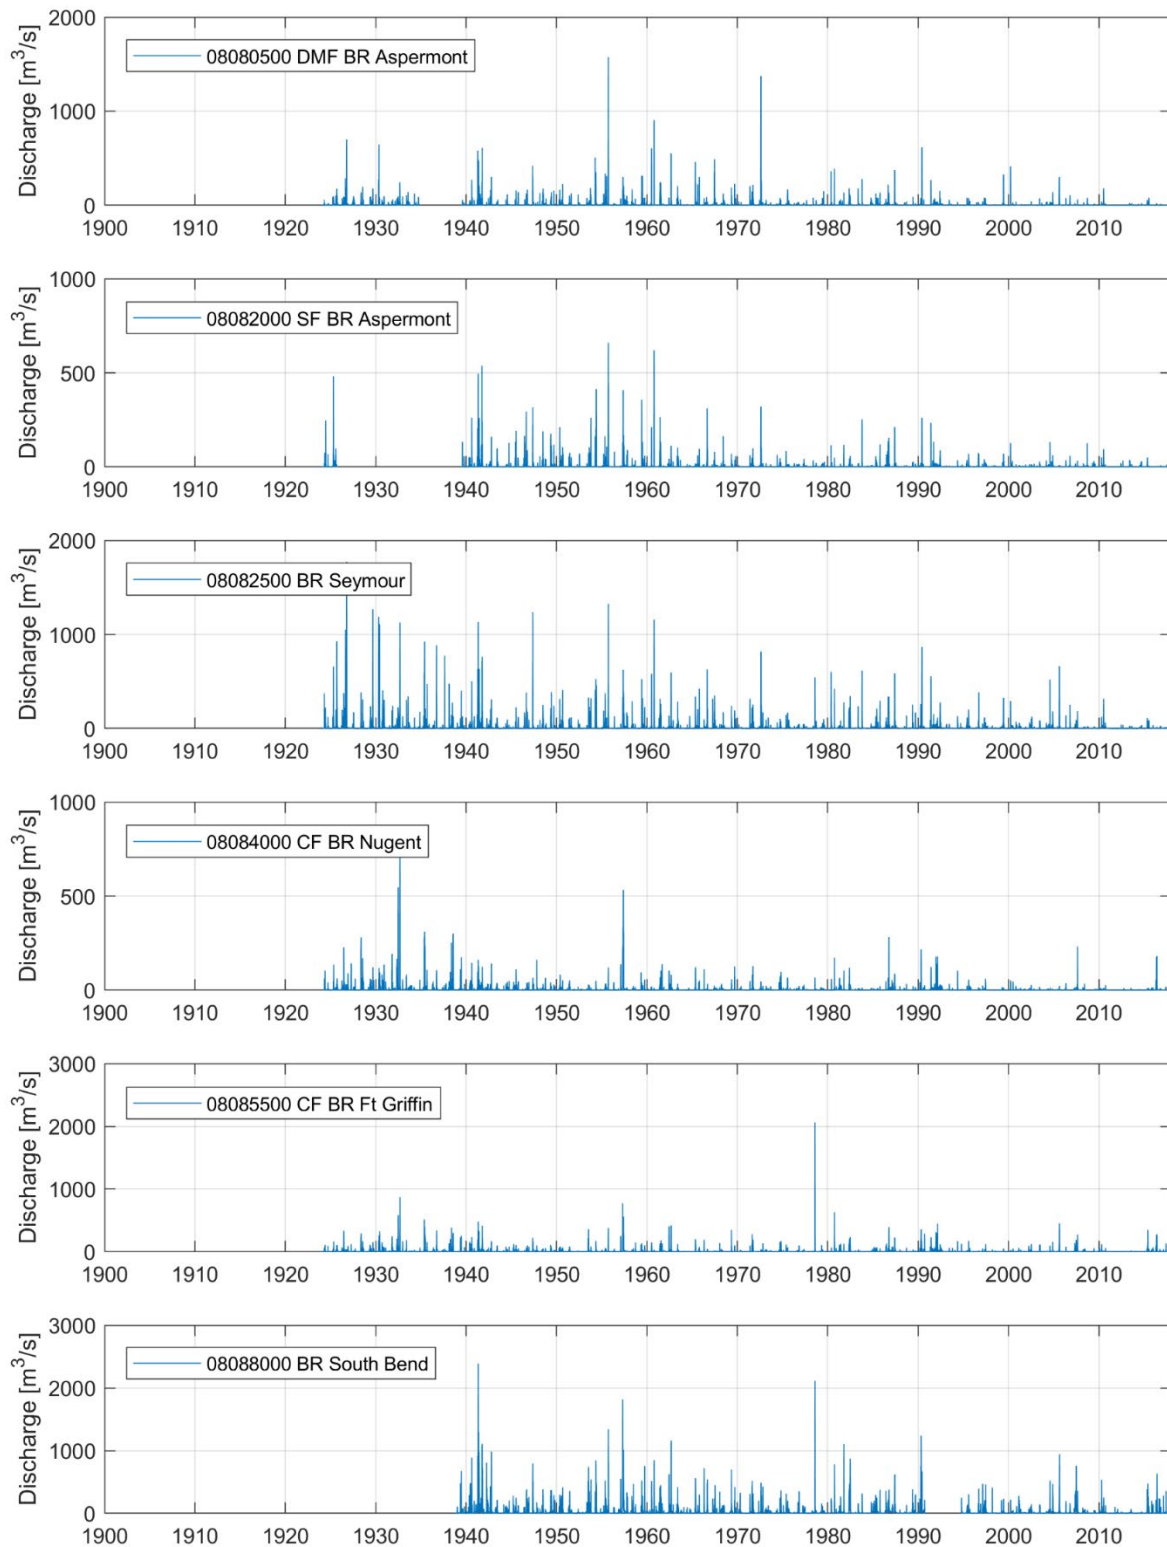 2000
08080500 DMF BR Aspermont
1000
0
Discharge [m³/s]
1900 1910 1920 1930 1940 1950 1960 1970 1980 1990 2000 2010
1000
08082000 SF BR Aspermont
500
0
Discharge [m³/s]
1900 1910 1920 1930 1940 1950 1960 1970 1980 1990 2000 2010
2000
08082500 BR Seymour
1000
0
Discharge [m³/s]
1900 1910 1920 1930 1940 1950 1960 1970 1980 1990 2000 2010
1000
08084000 CF BR Nugent
500
0
Discharge [m³/s]
1900 1910 1920 1930 1940 1950 1960 1970 1980 1990 2000 2010
3000
08085500 CF BR Ft Griffin
2000
1000
0
Discharge [m³/s]
1900 1910 1920 1930 1940 1950 1960 1970 1980 1990 2000 2010
3000
08088000 BR South Bend
2000
1000
0
Discharge [m³/s]
1900 1910 1920 1930 1940 1950 1960 1970 1980 1990 2000 2010